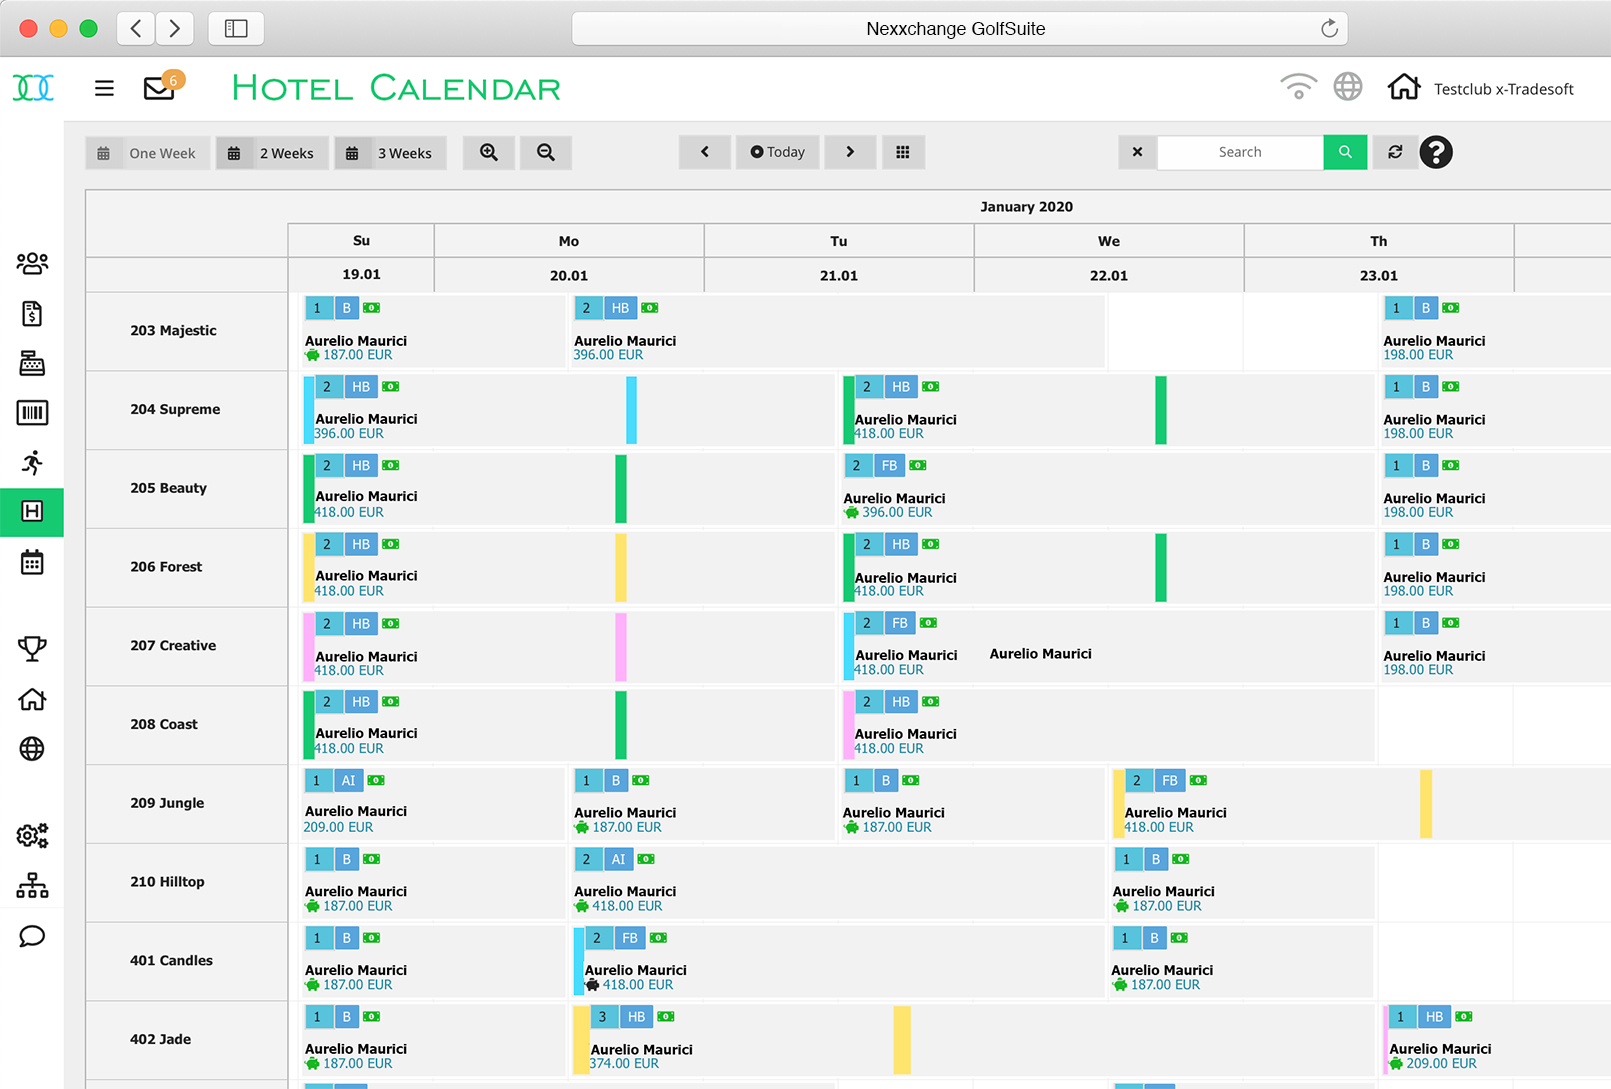 Nexxchange GolfSuite
6
Hotel Calendar
Testclub x-Tradesoft
One Week
2 Weeks
3 Weeks
Today
Search
?
January 2020
Su Mo Tu We Th
19.01 20.01 21.01 22.01 23.01
203 Majestic
1 B
Aurelio Maurici
187.00 EUR
2 HB
Aurelio Maurici
396.00 EUR
1 B
Aurelio Maurici
198.00 EUR
204 Supreme
2 HB
Aurelio Maurici
396.00 EUR
2 HB
Aurelio Maurici
418.00 EUR
1 B
Aurelio Maurici
198.00 EUR
205 Beauty
2 HB
Aurelio Maurici
418.00 EUR
2 FB
Aurelio Maurici
396.00 EUR
1 B
Aurelio Maurici
198.00 EUR
206 Forest
2 HB
Aurelio Maurici
418.00 EUR
2 HB
Aurelio Maurici
418.00 EUR
1 B
Aurelio Maurici
198.00 EUR
207 Creative
2 HB
Aurelio Maurici
418.00 EUR
2 FB
Aurelio Maurici
418.00 EUR
Aurelio Maurici
1 B
Aurelio Maurici
198.00 EUR
208 Coast
2 HB
Aurelio Maurici
418.00 EUR
2 HB
Aurelio Maurici
418.00 EUR
209 Jungle
1 AI
Aurelio Maurici
209.00 EUR
1 B
Aurelio Maurici
187.00 EUR
1 B
Aurelio Maurici
187.00 EUR
2 FB
Aurelio Maurici
418.00 EUR
210 Hilltop
1 B
Aurelio Maurici
187.00 EUR
2 AI
Aurelio Maurici
418.00 EUR
1 B
Aurelio Maurici
187.00 EUR
401 Candles
1 B
Aurelio Maurici
187.00 EUR
2 FB
Aurelio Maurici
418.00 EUR
1 B
Aurelio Maurici
187.00 EUR
402 Jade
1 B
Aurelio Maurici
187.00 EUR
3 HB
Aurelio Maurici
374.00 EUR
1 HB
Aurelio Maurici
209.00 EUR